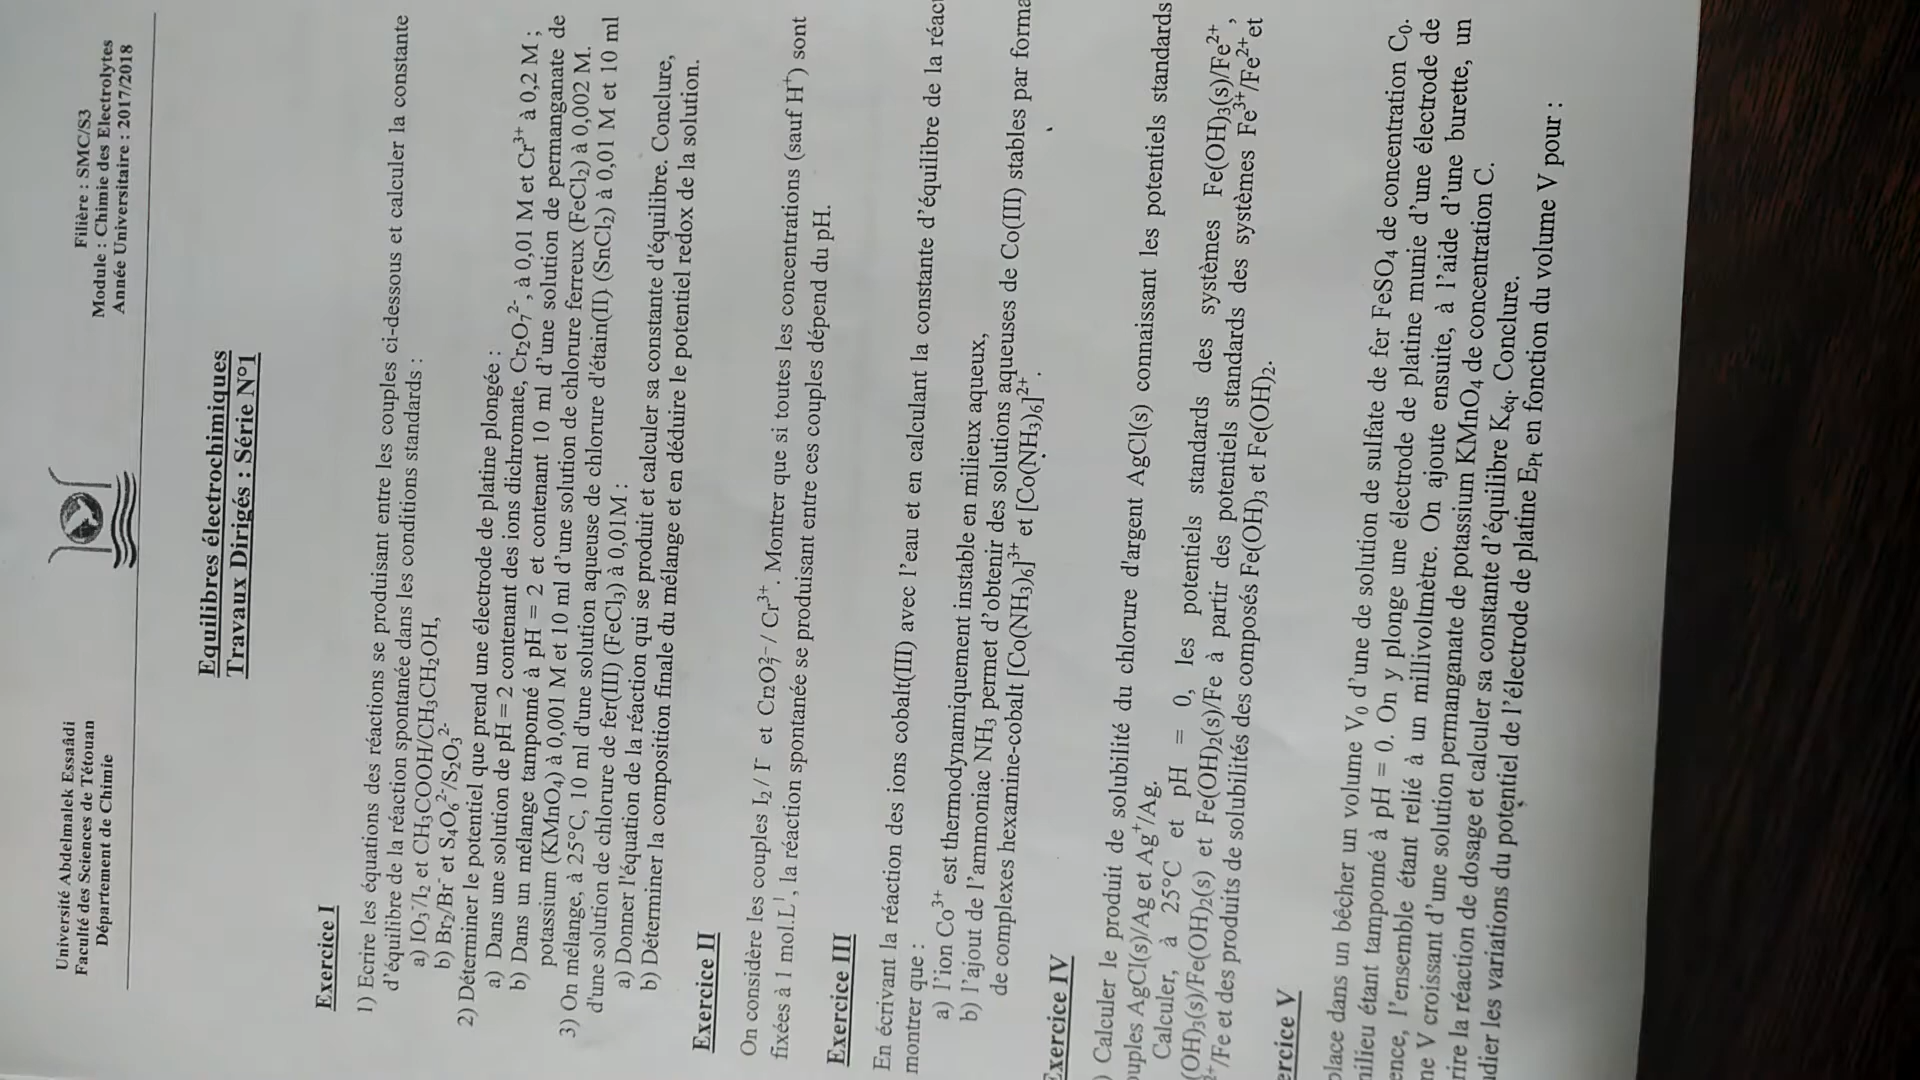 Université Abdelmalek Essaâdi
Faculté des Sciences de Tétouan
Département de Chimie
Filière : SMC/S3
Module : Chimie des Electrolytes
Année Universitaire : 2017/2018
Equilibres électrochimiques
Travaux Dirigés : Série N°1
Exercice I
1) Ecrire les équations des réactions se produisant entre les couples ci-dessous et calculer la constante
d'équilibre de la réaction spontanée dans les conditions standards :
a) IO₃⁻/I₂ et CH₃COOH/CH₃CH₂OH,
b) Br₂/Br⁻ et S₄O₆²⁻/S₂O₃²⁻
2) Déterminer le potentiel que prend une électrode de platine plongée :
a) Dans une solution de pH = 2 contenant des ions dichromate, Cr₂O₇²⁻, à 0,01 M et Cr³⁺ à 0,2 M ;
b) Dans un mélange tamponné à pH = 2 et contenant 10 ml d'une solution de permanganate de
potassium (KMnO₄) à 0,001 M et 10 ml d'une solution de chlorure ferreux (FeCl₂) à 0,002 M.
3) On mélange, à 25°C, 10 ml d'une solution aqueuse de chlorure d'étain(II) (SnCl₂) à 0,01 M et 10 ml
d'une solution de chlorure de fer(III) (FeCl₃) à 0,01M :
a) Donner l'équation de la réaction qui se produit et calculer sa constante d'équilibre. Conclure,
b) Déterminer la composition finale du mélange et en déduire le potentiel redox de la solution.
Exercice II
On considère les couples I₂/ I⁻ et Cr₂O₇²⁻ / Cr³⁺. Montrer que si toutes les concentrations (sauf H⁺) sont
fixées à 1 mol.L⁻¹, la réaction spontanée se produisant entre ces couples dépend du pH.
Exercice III
En écrivant la réaction des ions cobalt(III) avec l'eau et en calculant la constante d'équilibre de la réac
montrer que :
a) l'ion Co³⁺ est thermodynamiquement instable en milieux aqueux,
b) l'ajout de l'ammoniac NH₃ permet d'obtenir des solutions aqueuses de Co(III) stables par forma
de complexes hexamine-cobalt [Co(NH₃)₆]³⁺ et [Co(NH₃)₆]²⁺.
Exercice IV
) Calculer le produit de solubilité du chlorure d'argent AgCl(s) connaissant les potentiels standards
ouples AgCl(s)/Ag et Ag⁺/Ag.
Calculer, à 25°C et pH = 0, les potentiels standards des systèmes Fe(OH)₃(s)/Fe²⁺,
(OH)₃(s)/Fe(OH)₂(s) et Fe(OH)₂(s)/Fe à partir des potentiels standards des systèmes Fe³⁺/Fe²⁺ et
²⁺/Fe et des produits de solubilités des composés Fe(OH)₃ et Fe(OH)₂.
ercice V
place dans un bêcher un volume V₀ d'une de solution de sulfate de fer FeSO₄ de concentration C₀.
milieu étant tamponné à pH = 0. On y plonge une électrode de platine munie d'une électrode de
ence, l'ensemble étant relié à un millivoltmètre. On ajoute ensuite, à l'aide d'une burette, un
ne V croissant d'une solution permanganate de potassium KMnO₄ de concentration C.
rire la réaction de dosage et calculer sa constante d'équilibre Kéq. Conclure.
udier les variations du potentiel de l'électrode de platine EPt en fonction du volume V pour :